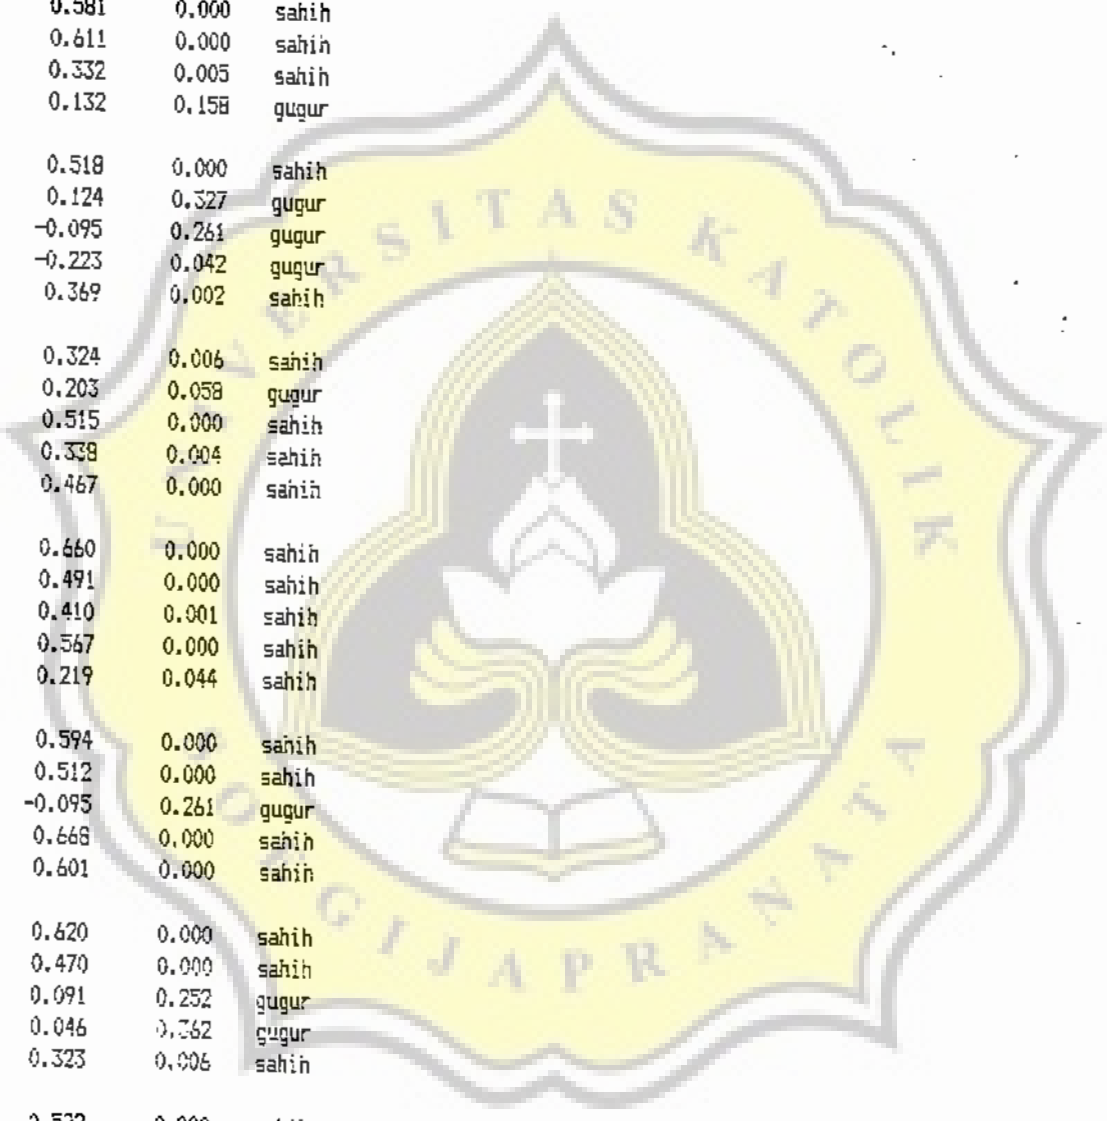 0.581 0.000 sahih
0.611 0.000 sahih
0.332 0.005 sahih
0.132 0.158 gugur
0.518 0.000 sahih
0.124 0.327 gugur
-0.095 0.261 gugur
-0.223 0.042 gugur
0.369 0.002 sahih
0.324 0.006 sahih
0.203 0.058 gugur
0.515 0.000 sahih
0.338 0.004 sahih
0.467 0.000 sahih
0.660 0.000 sahih
0.491 0.000 sahih
0.410 0.001 sahih
0.567 0.000 sahih
0.219 0.044 sahih
0.594 0.000 sahih
0.512 0.000 sahih
-0.095 0.261 gugur
0.668 0.000 sahih
0.601 0.000 sahih
0.620 0.000 sahih
0.470 0.000 sahih
0.091 0.252 gugur
0.046 0.362 gugur
0.323 0.006 sahih
UNIVERSITAS KATOLIK
SOEGIJAPRANATA